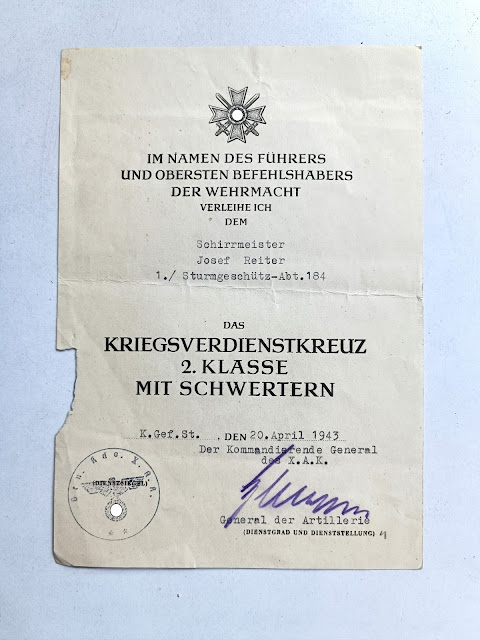 IM NAMEN DES FÜHRERS
UND OBERSTEN BEFEHLSHABERS
DER WEHRMACHT
VERLEIHE ICH
DEM
Schirrmeister
Josef Reiter
1./ Sturmgeschütz-Abt.184
DAS
KRIEGSVERDIENSTKREUZ
2. KLASSE
MIT SCHWERTERN
K.Gef.St. , DEN 20.April 1943
Der Kommandierende General
des X.A.K.
(DIENSTSIEGEL)
General der Artillerie
(DIENSTGRAD UND DIENSTSTELLUNG)